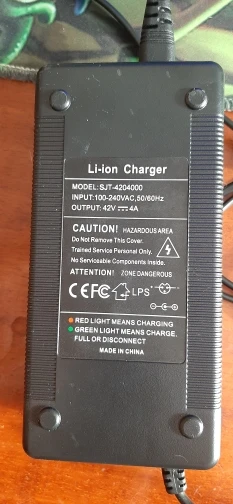 Li-ion Charger
MODEL:SJT-4204000
INPUT:100-240VAC,50/60Hz
OUTPUT: 42V ⎓ 4A
CAUTION! HAZARDOUS AREA
Do Not Remove This Cover.
Trained Service Personal Only.
No Serviceable Components Inside.
ATTENTION! ZONE DANGEROUS
CE FC LPS
RED LIGHT MEANS CHARGING
GREEN LIGHT MEANS CHARGE.
FULL OR DISCONNECT
MADE IN CHINA